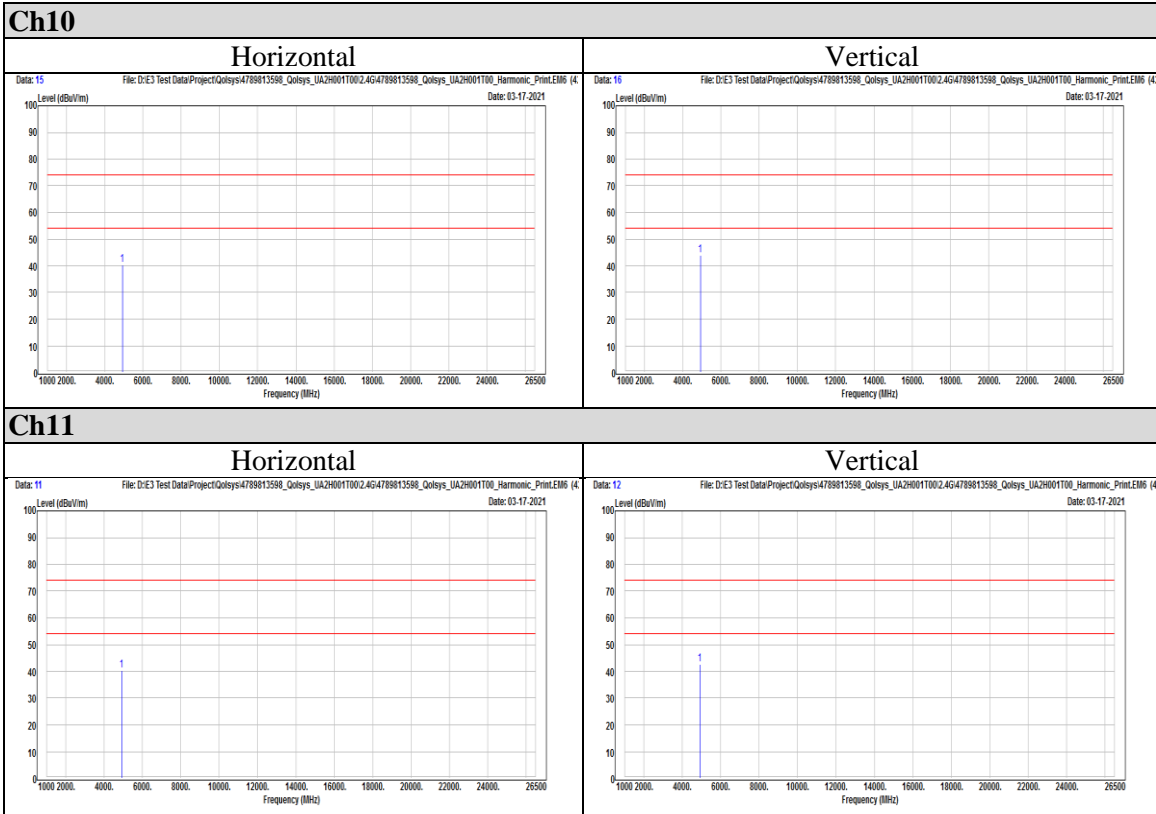 Ch10
Horizontal Vertical
Data: 15 File: D:\E3 Test Data\Project\Qolsys\4789813598_Qolsys_UA2H001T00\2.4G\4789813598_Qolsys_UA2H001T00_Harmonic_Print.EM6
Level (dBuV/m) Date: 03-17-2021
100
90
80
70
60
50
1
40
30
20
10
0
1000 2000. 4000. 6000. 8000. 10000. 12000. 14000. 16000. 18000. 20000. 22000. 24000. 26500
Frequency (MHz)
Data: 16 File: D:\E3 Test Data\Project\Qolsys\4789813598_Qolsys_UA2H001T00\2.4G\4789813598_Qolsys_UA2H001T00_Harmonic_Print.EM6
Level (dBuV/m) Date: 03-17-2021
100
90
80
70
60
50
1
40
30
20
10
0
1000 2000. 4000. 6000. 8000. 10000. 12000. 14000. 16000. 18000. 20000. 22000. 24000. 26500
Frequency (MHz)
Ch11
Horizontal Vertical
Data: 11 File: D:\E3 Test Data\Project\Qolsys\4789813598_Qolsys_UA2H001T00\2.4G\4789813598_Qolsys_UA2H001T00_Harmonic_Print.EM6
Level (dBuV/m) Date: 03-17-2021
100
90
80
70
60
50
1
40
30
20
10
0
1000 2000. 4000. 6000. 8000. 10000. 12000. 14000. 16000. 18000. 20000. 22000. 24000. 26500
Frequency (MHz)
Data: 12 File: D:\E3 Test Data\Project\Qolsys\4789813598_Qolsys_UA2H001T00\2.4G\4789813598_Qolsys_UA2H001T00_Harmonic_Print.EM6
Level (dBuV/m) Date: 03-17-2021
100
90
80
70
60
50
1
40
30
20
10
0
1000 2000. 4000. 6000. 8000. 10000. 12000. 14000. 16000. 18000. 20000. 22000. 24000. 26500
Frequency (MHz)